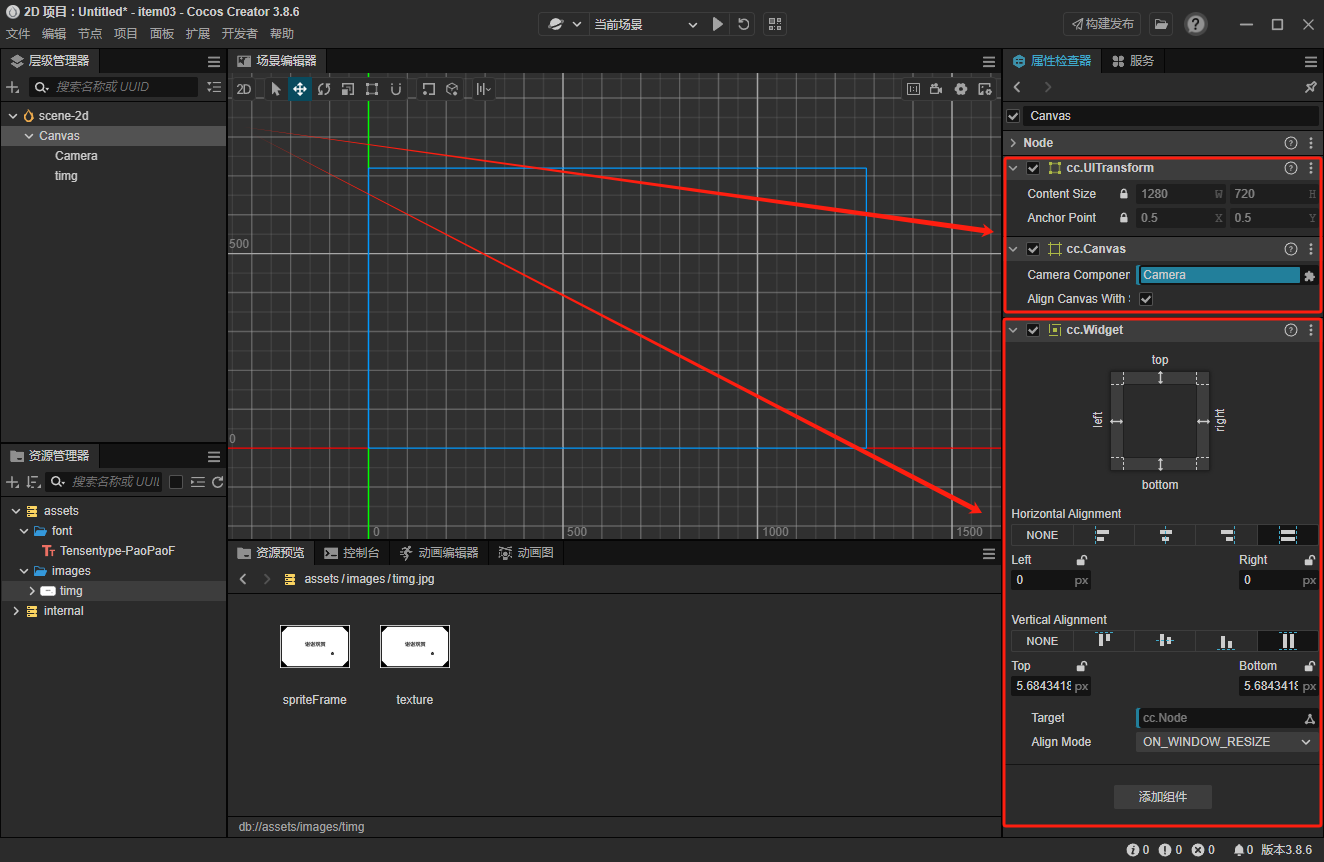 2D 项目 : Untitled* - item03 - Cocos Creator 3.8.6
文件 编辑 节点 项目 面板 扩展 开发者 帮助
当前场景
构建发布
层级管理器
搜索名称或 UUID
scene-2d
Canvas
Camera
timg
场景编辑器
2D
500
0
0
500
1000
1500
资源管理器
搜索名称或 UUID
assets
font
Tensentype-PaoPaoF
images
timg
internal
资源预览 控制台 动画编辑器 动画图
assets / images / timg.jpg
谢谢观赏
谢谢观赏
spriteFrame texture
db://assets/images/timg
属性检查器 服务
Canvas
Node
cc.UITransform
Content Size 1280 W 720 H
Anchor Point 0.5 X 0.5 Y
cc.Canvas
Camera Componer Camera
Align Canvas With
cc.Widget
top
left
right
bottom
Horizontal Alignment
NONE
Left Right
0 px 0 px
Vertical Alignment
NONE
Top Bottom
5.6843418 px 5.6843418 px
Target cc.Node
Align Mode ON_WINDOW_RESIZE
添加组件
0 0 0 0 版本3.8.6